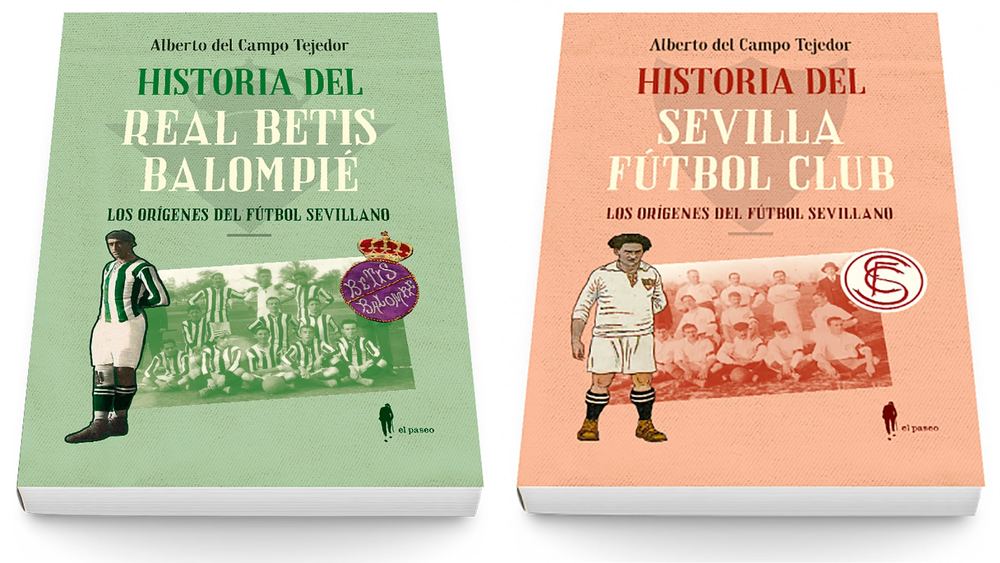 Alberto del Campo Tejedor
HISTORIA DEL
REAL BETIS
BALOMPIÉ
LOS ORÍGENES DEL FÚTBOL SEVILLANO
BETIS
BALOMPIÉ
el paseo
Alberto del Campo Tejedor
HISTORIA DEL
SEVILLA
FÚTBOL CLUB
LOS ORÍGENES DEL FÚTBOL SEVILLANO
SFC
el paseo